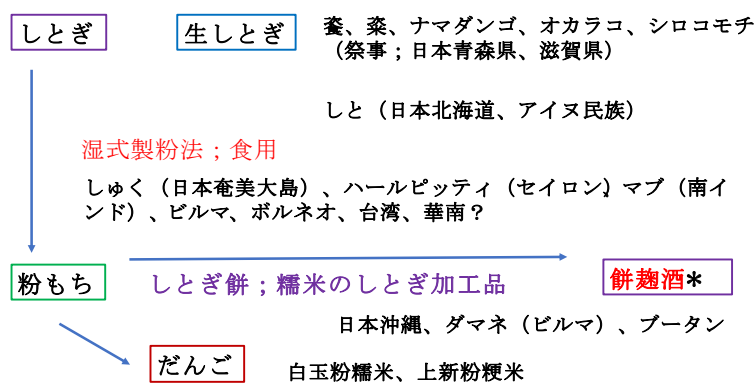 しとぎ
生しとぎ
餈、粢、ナマダンゴ、オカラコ、シロコモチ
（祭事；日本青森県、滋賀県）
しと（日本北海道、アイヌ民族）
湿式製粉法；食用
しゅく（日本奄美大島）、ハールピッティ（セイロン、マブ（南イ
ンド）、ビルマ、ボルネオ、台湾、華南？
粉もち
しとぎ餅；糯米のしとぎ加工品
餅麹酒*
日本沖縄、ダマネ（ビルマ）、ブータン
だんご
白玉粉糯米、上新粉粳米